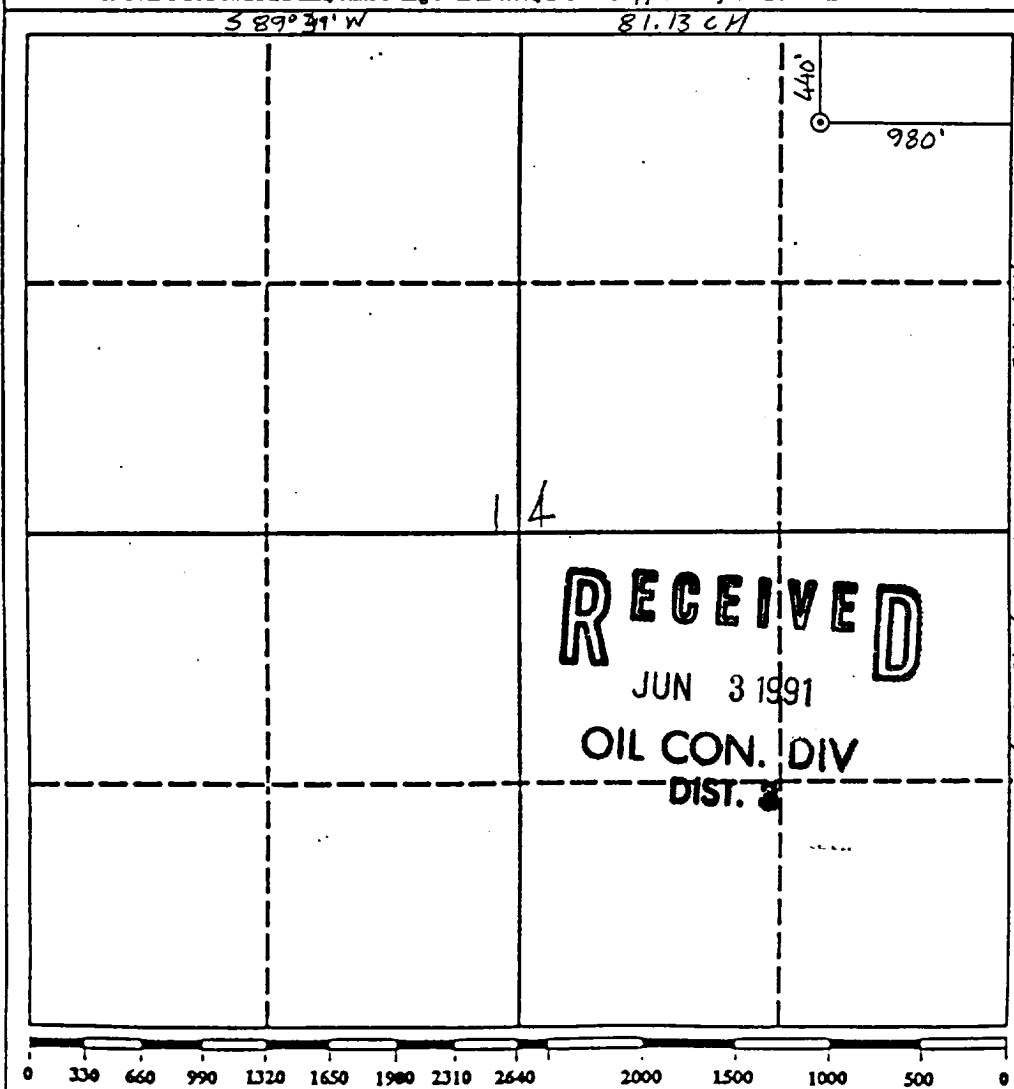 S 89° 39' W 81.13 CH
440'
980'
14
RECEIVED
JUN 3 1991
OIL CON. DIV
DIST. 3
0 330 660 990 1320 1650 1980 2310 2640 2000 1500 1000 500 0